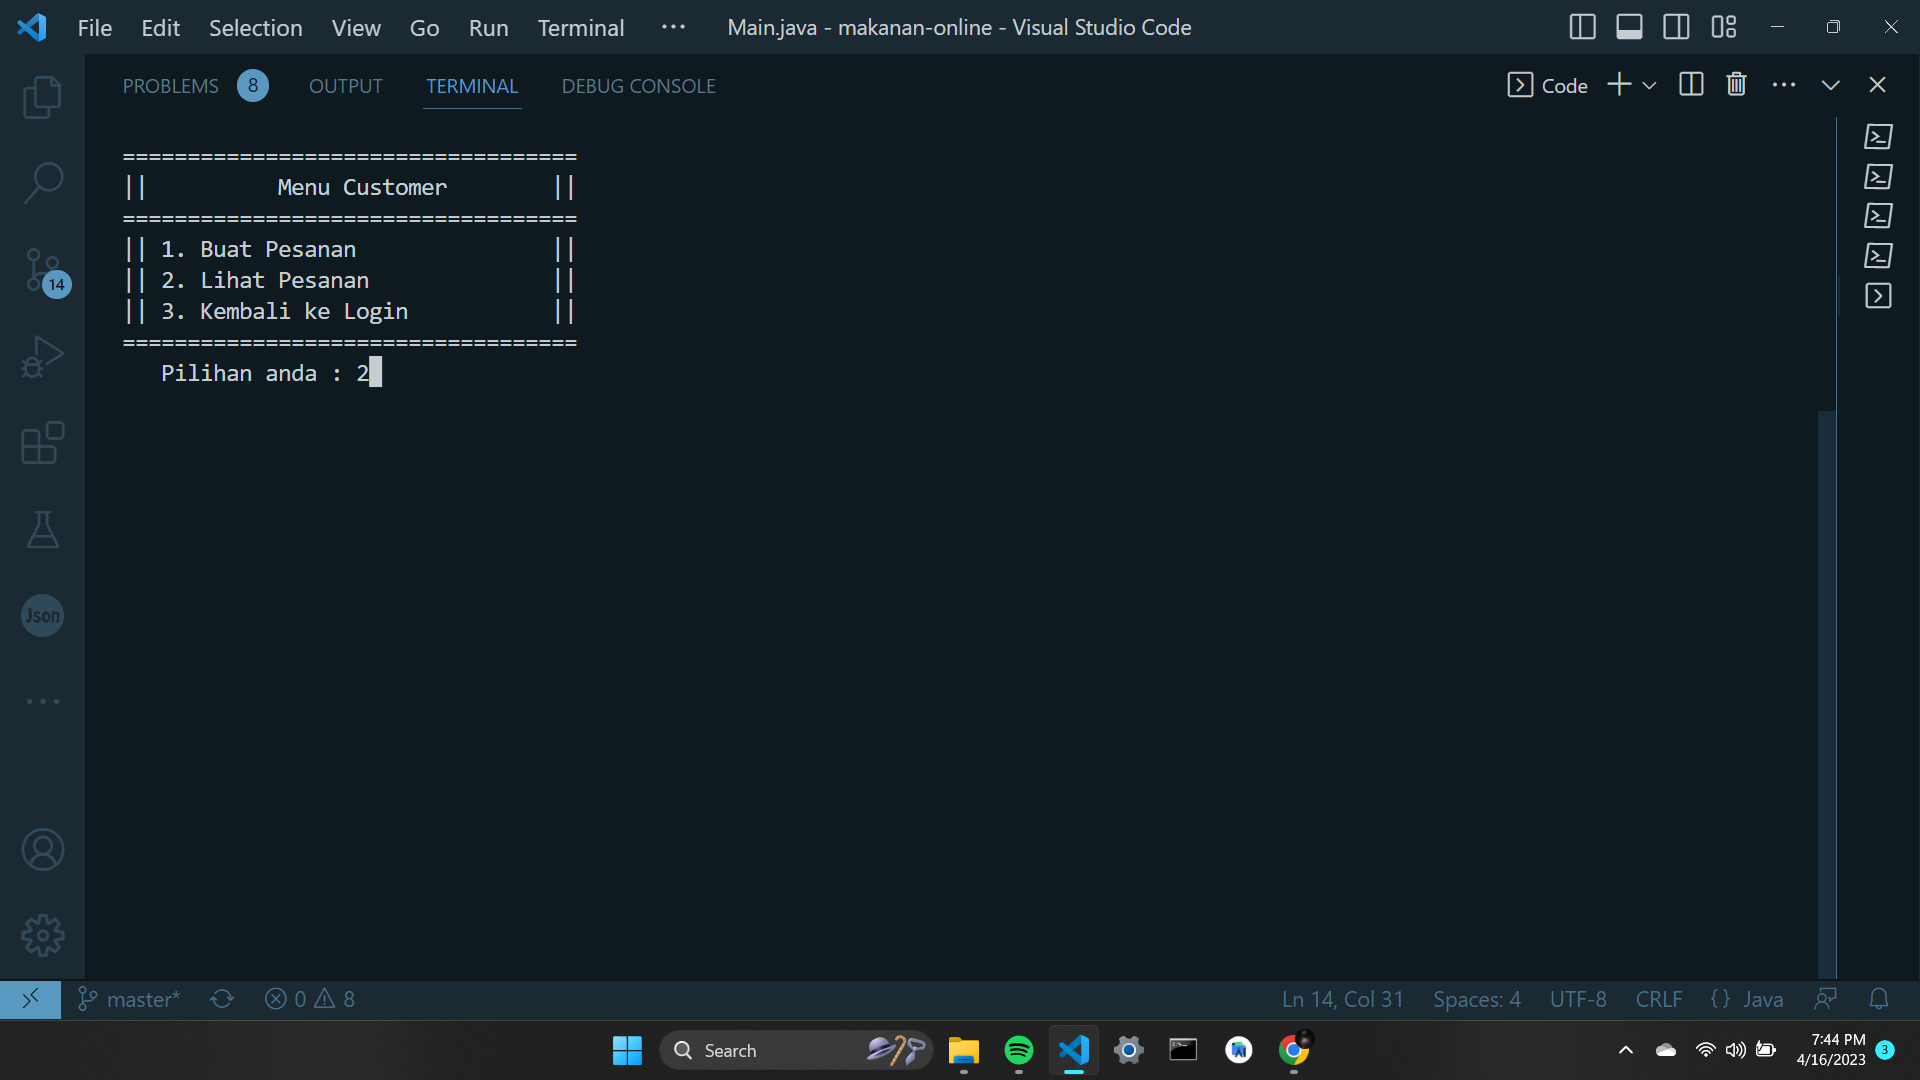 File Edit Selection View Go Run Terminal ··· Main.java - makanan-online - Visual Studio Code
PROBLEMS 8 OUTPUT TERMINAL DEBUG CONSOLE Code
===================================
|| Menu Customer ||
===================================
|| 1. Buat Pesanan ||
|| 2. Lihat Pesanan ||
|| 3. Kembali ke Login ||
===================================
Pilihan anda : 2
14
Json
master* 0 8 Ln 14, Col 31 Spaces: 4 UTF-8 CRLF {} Java
Search 7:44 PM
4/16/2023 3